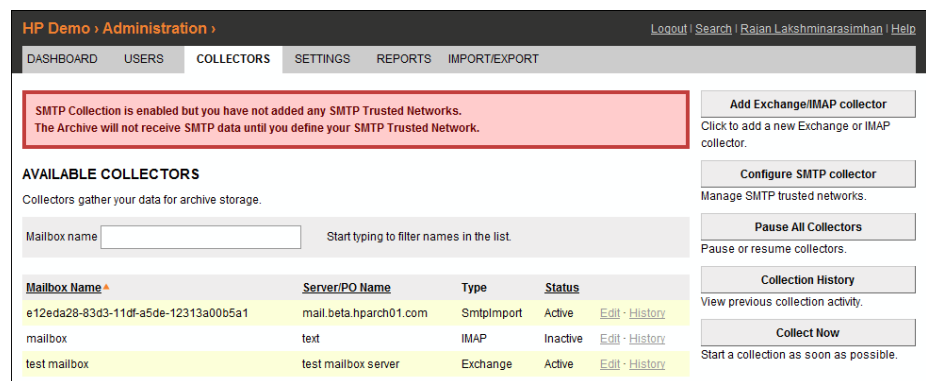 HP Demo › Administration ›
Logout | Search | Rajan Lakshminarasimhan | Help
DASHBOARD USERS COLLECTORS SETTINGS REPORTS IMPORT/EXPORT
SMTP Collection is enabled but you have not added any SMTP Trusted Networks.
The Archive will not receive SMTP data until you define your SMTP Trusted Network.
AVAILABLE COLLECTORS
Collectors gather your data for archive storage.
Mailbox name Start typing to filter names in the list.
Mailbox Name Server/PO Name Type Status
e12eda28-83d3-11df-a5de-12313a00b5a1 mail.beta.hparch01.com SmtpImport Active Edit - History
mailbox text IMAP Inactive Edit - History
test mailbox test mailbox server Exchange Active Edit - History
Add Exchange/IMAP collector
Click to add a new Exchange or IMAP
collector.
Configure SMTP collector
Manage SMTP trusted networks.
Pause All Collectors
Pause or resume collectors.
Collection History
View previous collection activity.
Collect Now
Start a collection as soon as possible.